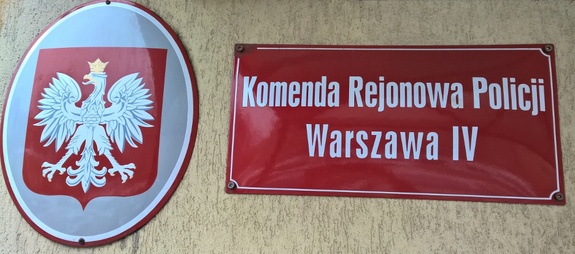 Komenda Rejonowa Policji
Warszawa IV